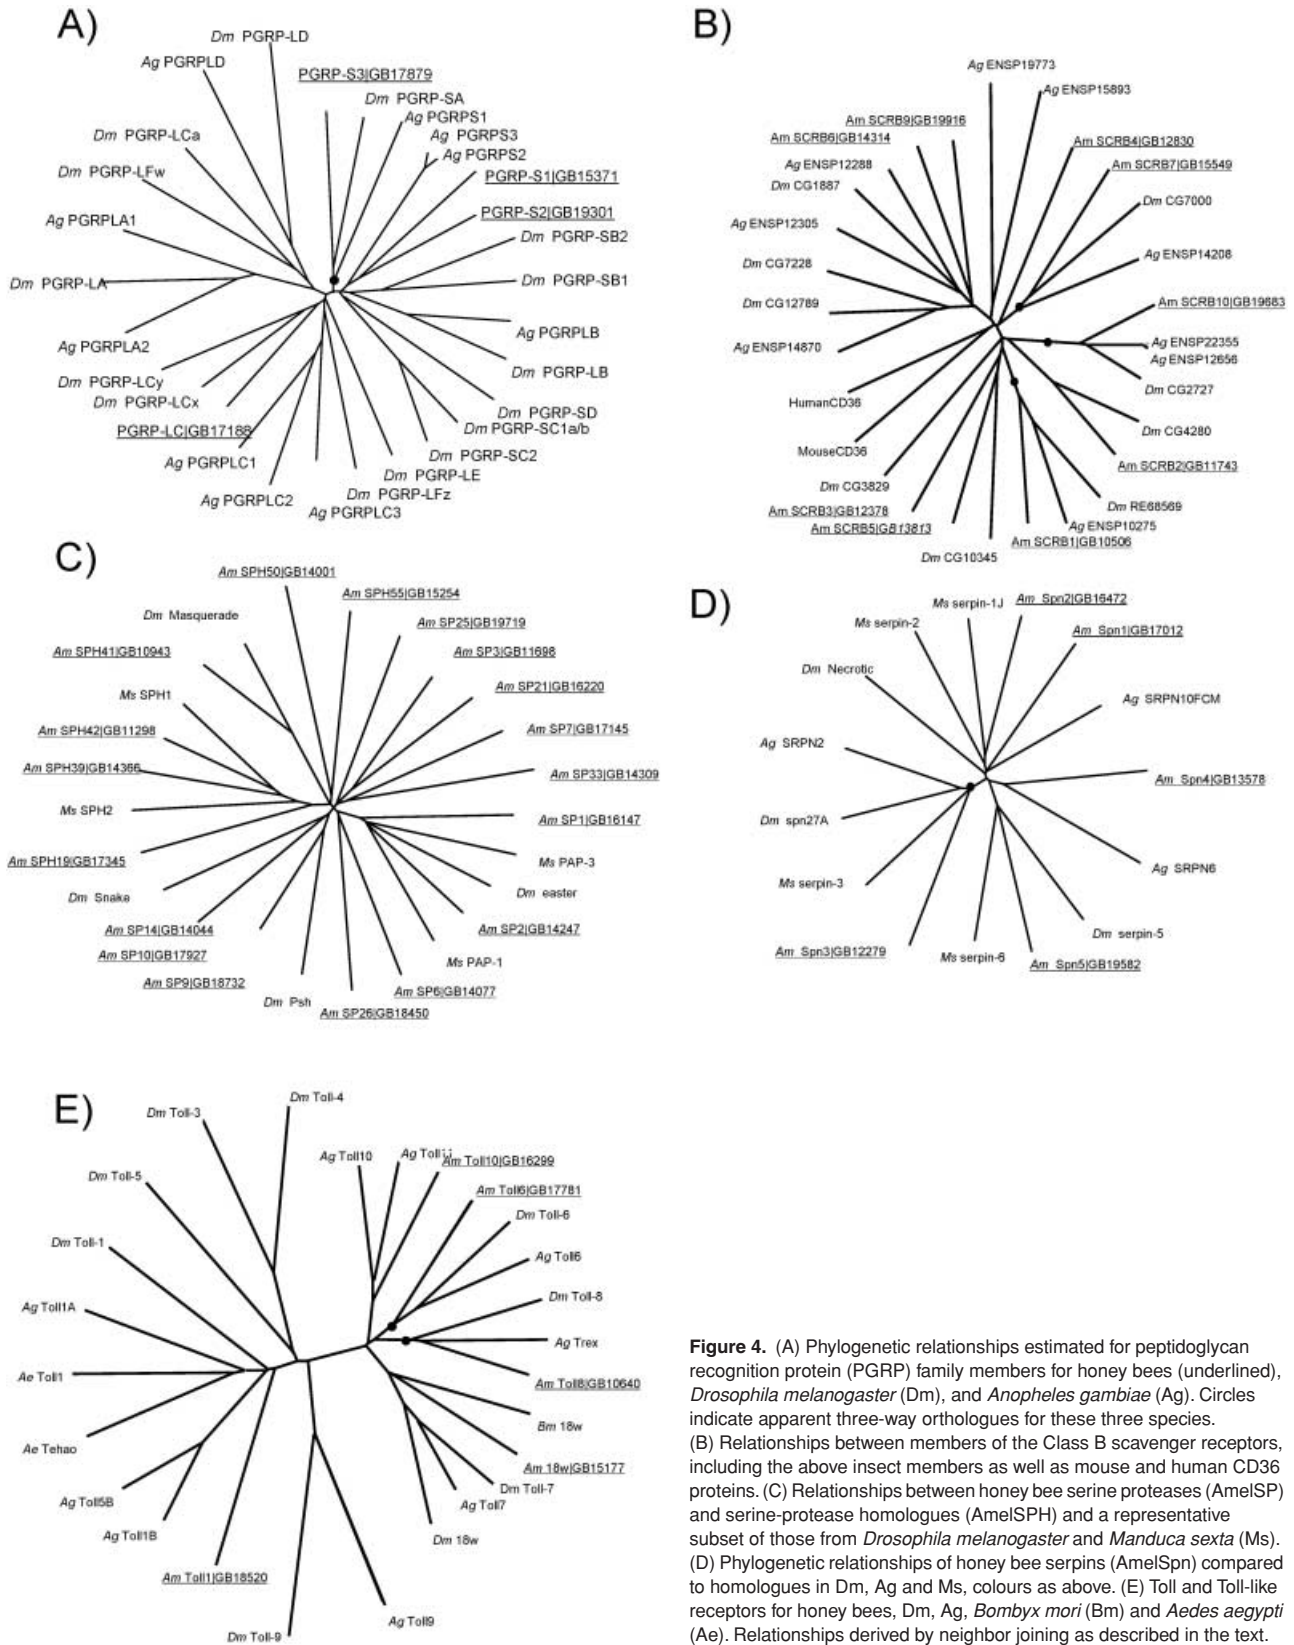 A)
Dm PGRP-LD
Ag PGRPLD
PGRP-S3|GB17879
Dm PGRP-SA
Ag PGRPS1
Ag PGRPS3
Ag PGRPS2
PGRP-S1|GB15371
PGRP-S2|GB19301
Dm PGRP-SB2
Dm PGRP-SB1
Ag PGRPLB
Dm PGRP-LB
Dm PGRP-SD
Dm PGRP-SC1a/b
Dm PGRP-SC2
Dm PGRP-LE
Dm PGRP-LFz
Ag PGRPLC3
Ag PGRPLC2
Ag PGRPLC1
PGRP-LC|GB17188
Dm PGRP-LCx
Dm PGRP-LCy
Ag PGRPLA2
Dm PGRP-LA
Ag PGRPLA1
Dm PGRP-LFw
Dm PGRP-LCa
B)
Ag ENSP19773
Ag ENSP15893
Am SCRB4|GB12830
Am SCRB7|GB15549
Dm CG7000
Ag ENSP14208
Am SCRB10|GB19683
Ag ENSP22355
Ag ENSP12656
Dm CG2727
Dm CG4280
Am SCRB2|GB11743
Dm RE68569
Ag ENSP10275
Am SCRB1|GB10506
Dm CG10345
Am SCRB5|GB13813
Am SCRB3|GB12378
Dm CG3829
MouseCD36
HumanCD36
Ag ENSP14870
Dm CG12789
Dm CG7228
Ag ENSP12305
Dm CG1887
Ag ENSP12288
Am SCRB6|GB14314
Am SCRB9|GB19916
C)
Am SPH50|GB14001
Am SPH55|GB15254
Am SP25|GB19719
Am SP3|GB11698
Am SP21|GB16220
Am SP7|GB17145
Am SP33|GB14309
Am SP1|GB16147
Ms PAP-3
Dm easter
Am SP2|GB14247
Ms PAP-1
Am SP6|GB14077
Am SP26|GB18450
Dm Psh
Am SP9|GB18732
Am SP10|GB17927
Am SP14|GB14044
Dm Snake
Am SPH19|GB17345
Ms SPH2
Am SPH39|GB14366
Am SPH42|GB11298
Ms SPH1
Am SPH41|GB10943
Dm Masquerade
D)
Ms serpin-1J
Am Spn2|GB16472
Am Spn1|GB17012
Ag SRPN10FCM
Am Spn4|GB13578
Ag SRPN6
Dm serpin-5
Am Spn5|GB19582
Ms serpin-6
Am Spn3|GB12279
Ms serpin-3
Dm spn27A
Ag SRPN2
Dm Necrotic
Ms serpin-2
E)
Dm Toll-3
Dm Toll-4
Ag Toll10
Ag Toll11
Am Toll10|GB16299
Am Toll6|GB17781
Dm Toll-6
Ag Toll6
Dm Toll-8
Ag Trex
Am Toll8|GB10640
Bm 18w
Am 18w|GB15177
Dm Toll-7
Ag Toll7
Dm 18w
Ag Toll9
Dm Toll-9
Am Toll1|GB18520
Ag Toll1B
Ag Toll5B
Ae Tehao
Ae Toll1
Ag Toll1A
Dm Toll-1
Dm Toll-5
Figure 4. (A) Phylogenetic relationships estimated for peptidoglycan
recognition protein (PGRP) family members for honey bees (underlined),
Drosophila melanogaster (Dm), and Anopheles gambiae (Ag). Circles
indicate apparent three-way orthologues for these three species.
(B) Relationships between members of the Class B scavenger receptors,
including the above insect members as well as mouse and human CD36
proteins. (C) Relationships between honey bee serine proteases (AmelSP)
and serine-protease homologues (AmelSPH) and a representative
subset of those from Drosophila melanogaster and Manduca sexta (Ms).
(D) Phylogenetic relationships of honey bee serpins (AmelSpn) compared
to homologues in Dm, Ag and Ms, colours as above. (E) Toll and Toll-like
receptors for honey bees, Dm, Ag, Bombyx mori (Bm) and Aedes aegypti
(Ae). Relationships derived by neighbor joining as described in the text.